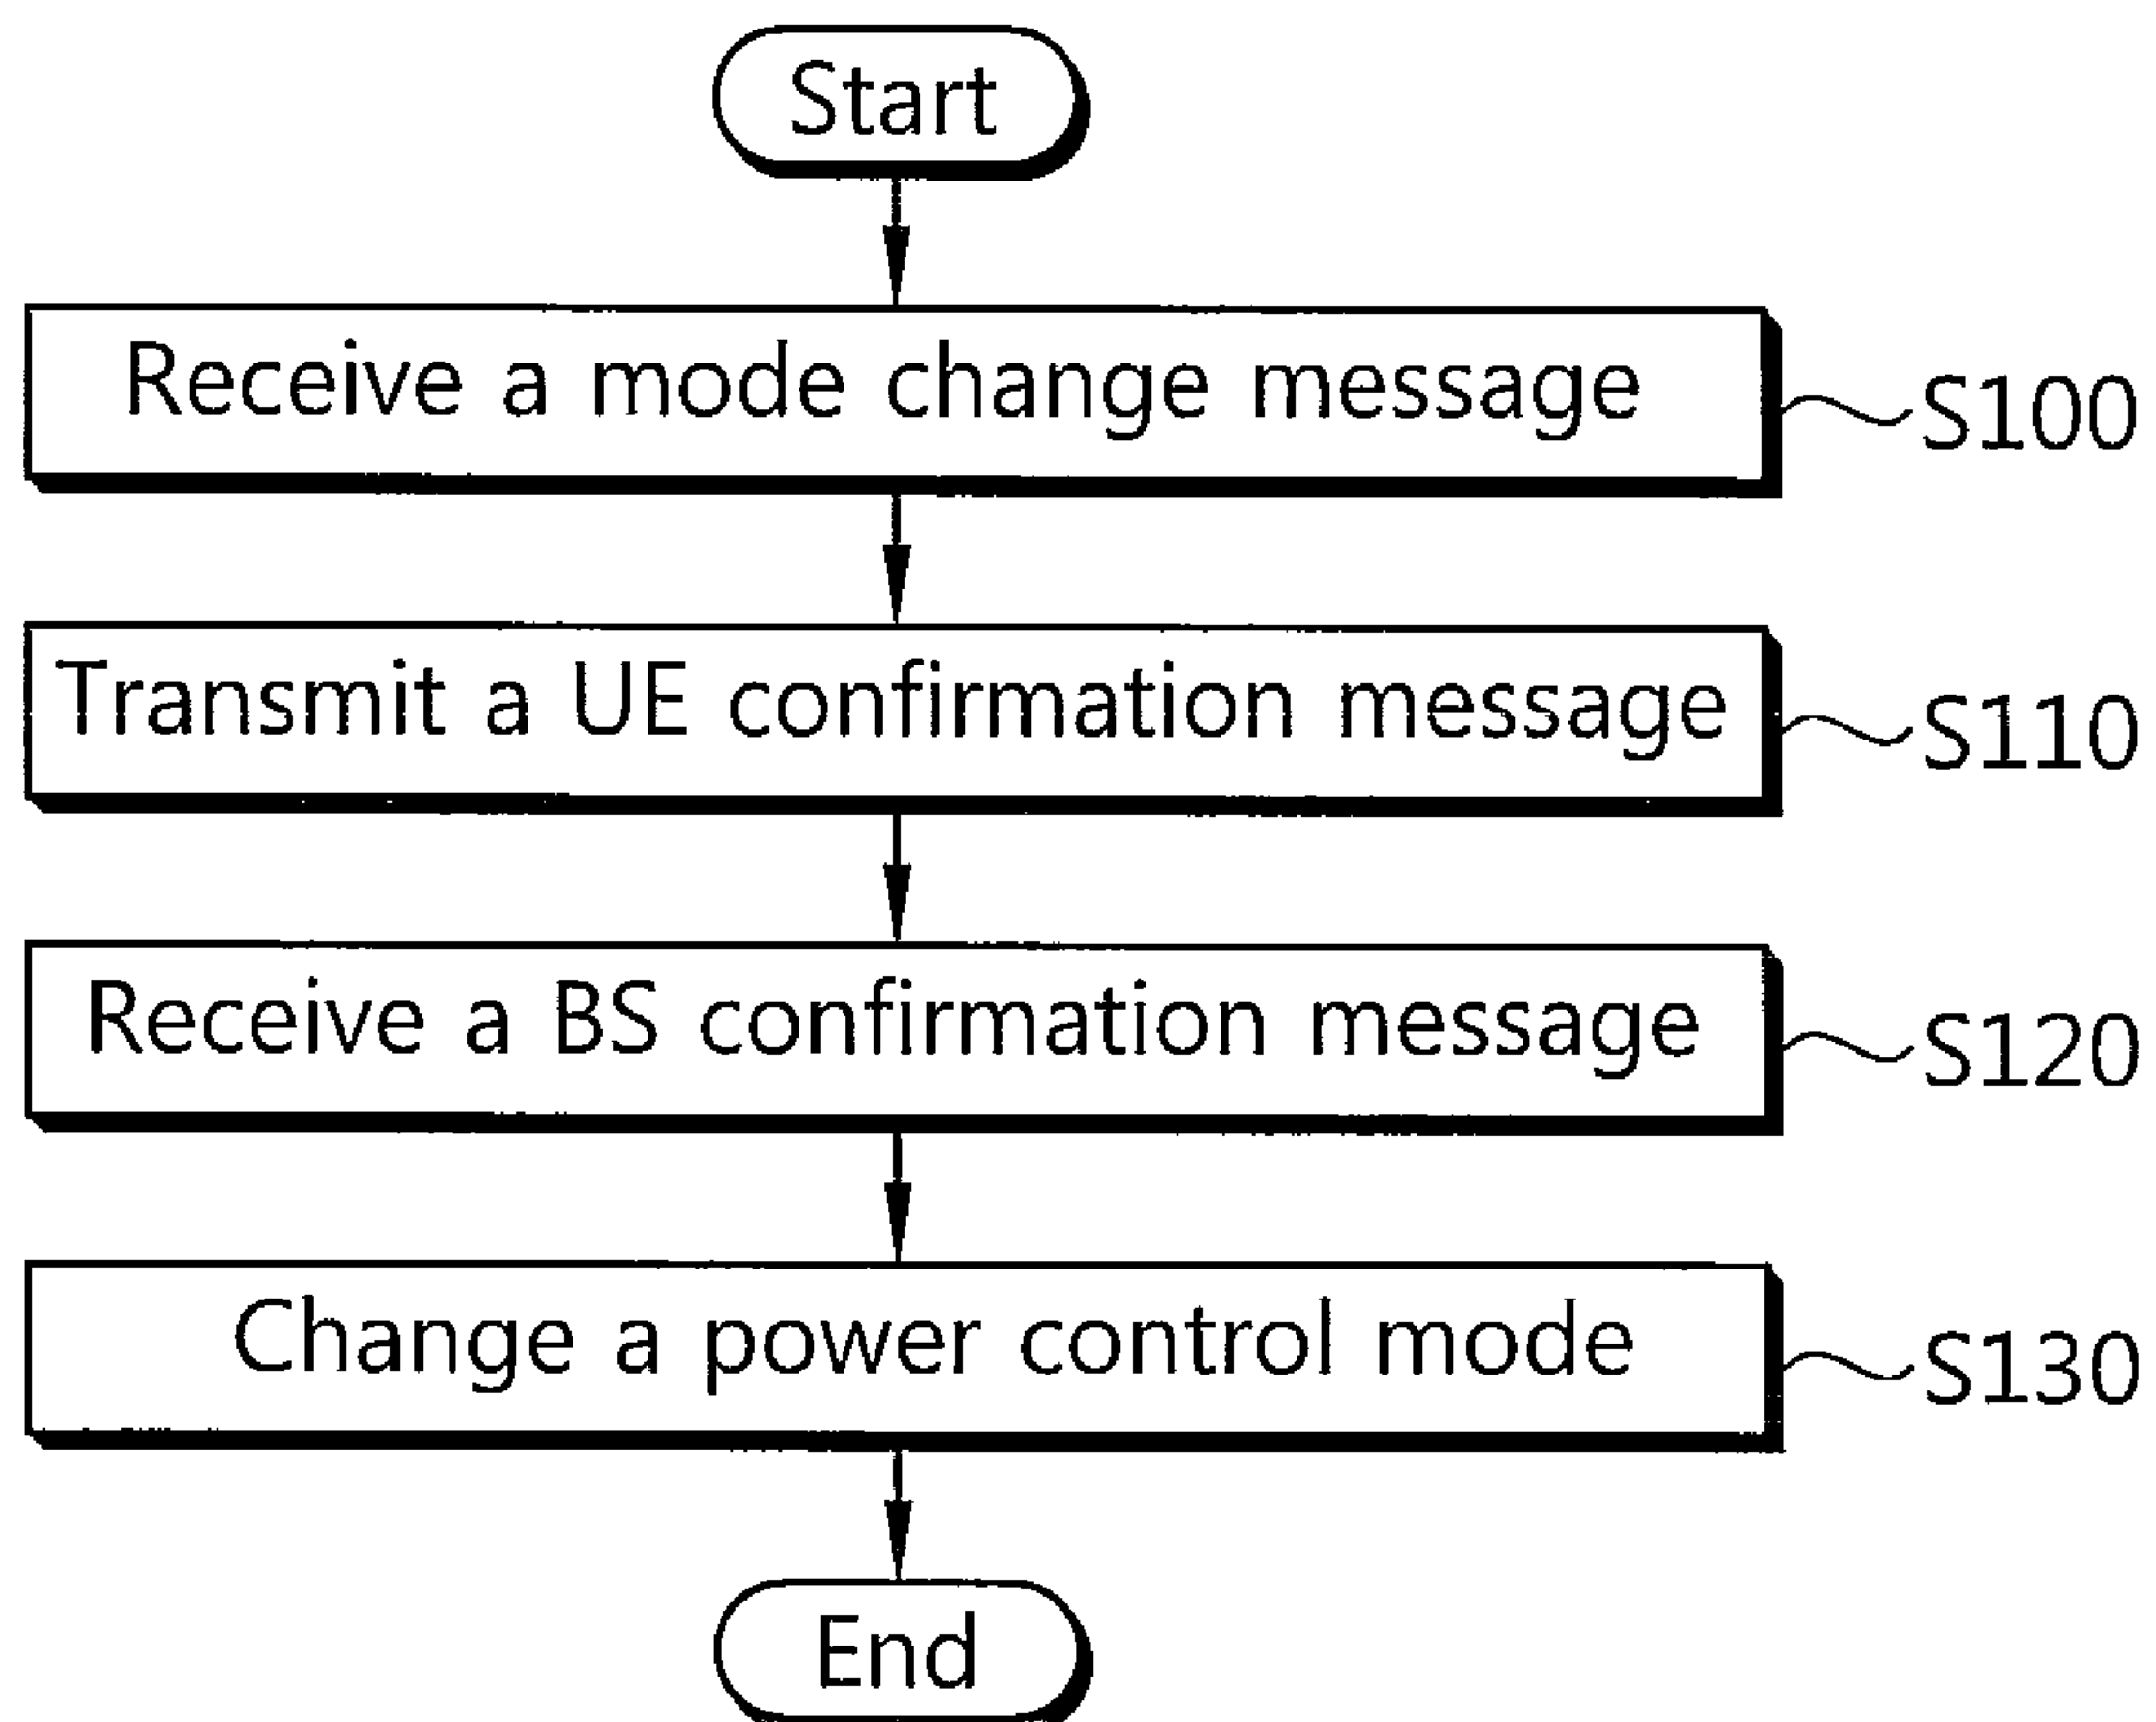 Start
Receive a mode change message
S100
Transmit a UE confirmation message
S110
Receive a BS confirmation message
S120
Change a power control mode
S130
End